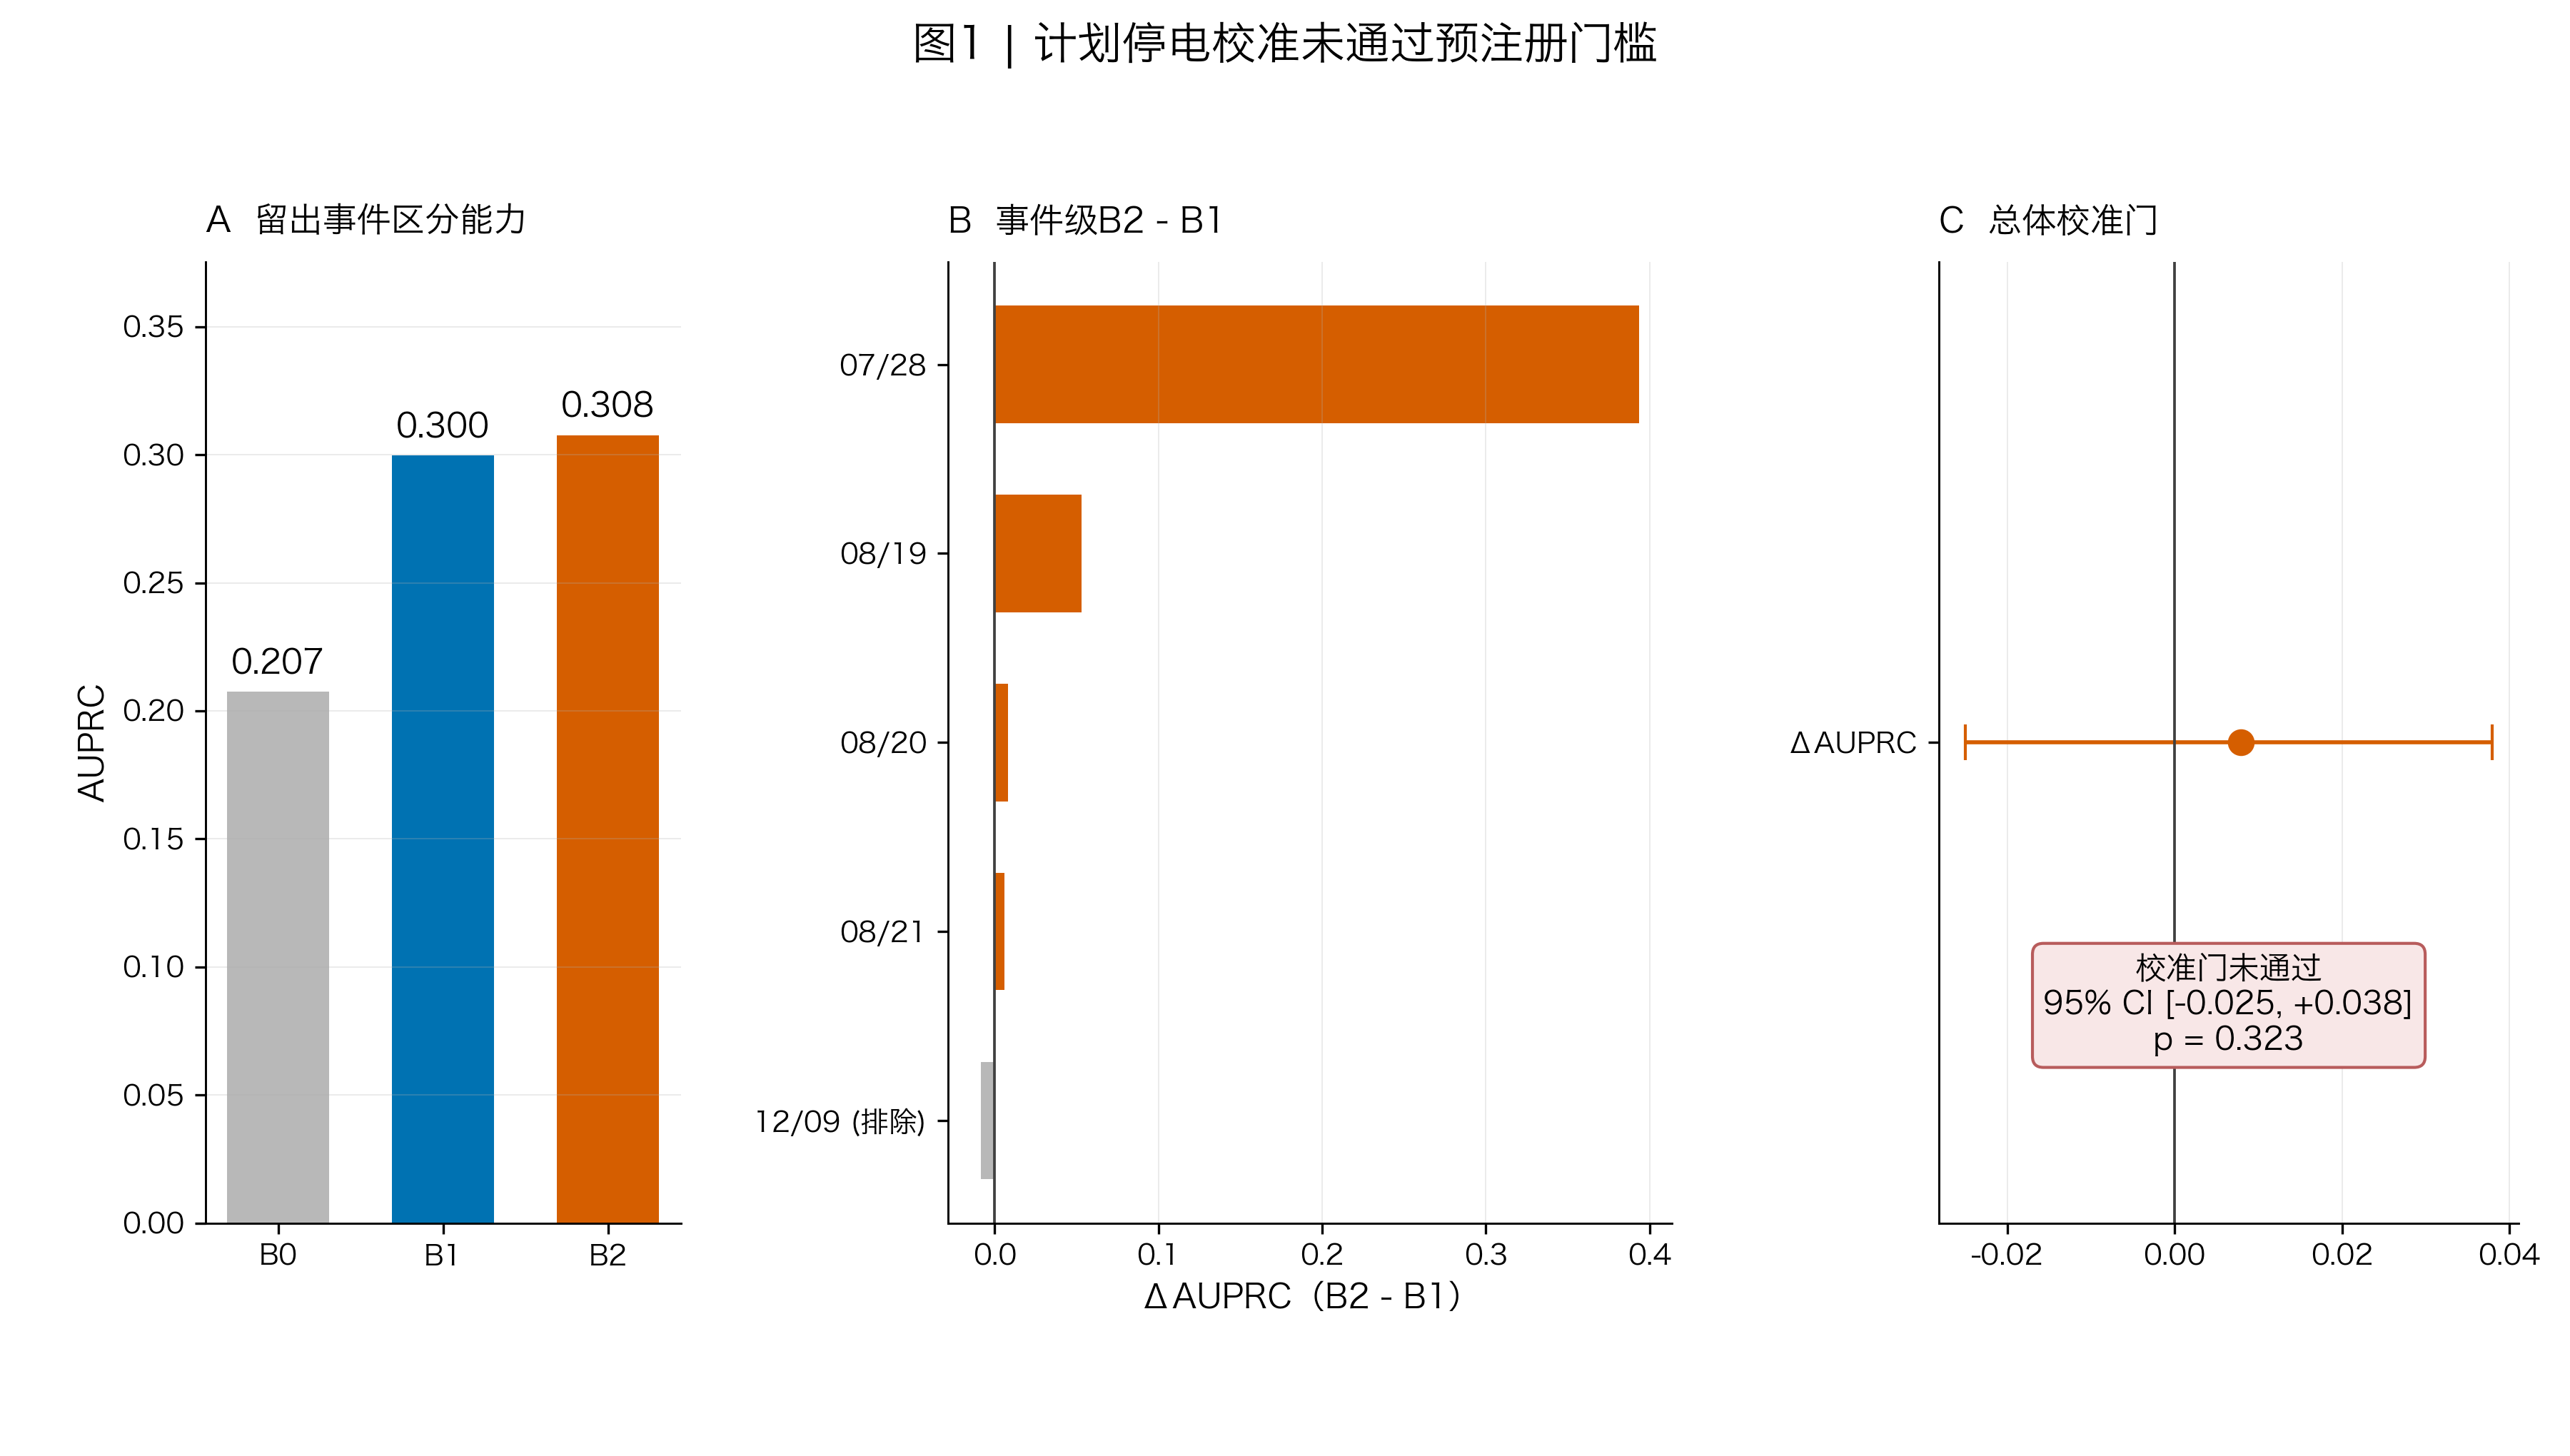 图1 | 计划停电校准未通过预注册门槛
A 留出事件区分能力
AUPRC
0.35
0.30
0.25
0.20
0.15
0.10
0.05
0.00
0.207
0.300
0.308
B0
B1
B2
B 事件级B2 - B1
07/28
08/19
08/20
08/21
12/09 (排除)
0.0
0.1
0.2
0.3
0.4
Δ AUPRC（B2 - B1）
C 总体校准门
Δ AUPRC
校准门未通过
95% CI [-0.025, +0.038]
p = 0.323
-0.02
0.00
0.02
0.04